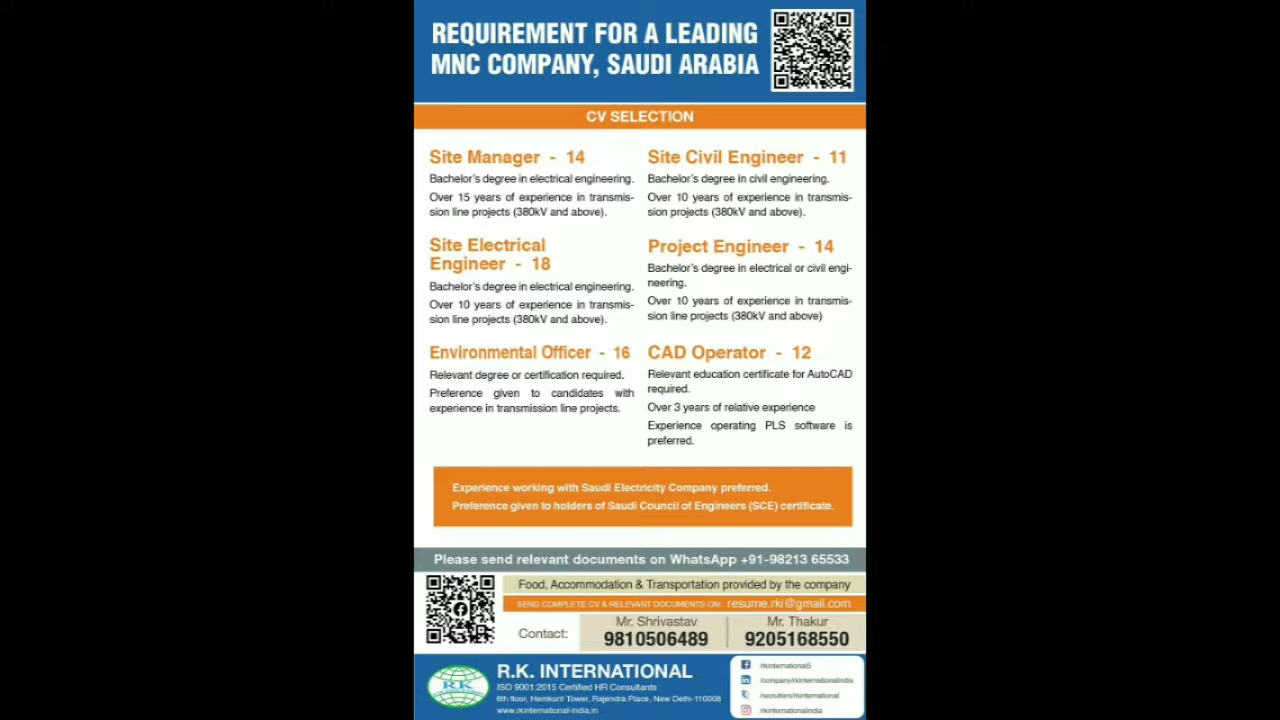 REQUIREMENT FOR A LEADING
MNC COMPANY, SAUDI ARABIA
CV SELECTION
Site Manager - 14
Bachelor's degree in electrical engineering.
Over 15 years of experience in transmis-
sion line projects (380kV and above).
Site Electrical
Engineer - 18
Bachelor's degree in electrical engineering.
Over 10 years of experience in transmis-
sion line projects (380kV and above).
Environmental Officer - 16
Relevant degree or certification required.
Preference given to candidates with
experience in transmission line projects.
Site Civil Engineer - 11
Bachelor's degree in civil engineering.
Over 10 years of experience in transmis-
sion projects (380kV and above).
Project Engineer - 14
Bachelor's degree in electrical or civil engi-
neering.
Over 10 years of experience in transmis-
sion line projects (380kV and above)
CAD Operator - 12
Relevant education certificate for AutoCAD
required.
Over 3 years of relative experience
Experience operating PLS software is
preferred.
Experience working with Saudi Electricity Company preferred.
Preference given to holders of Saudi Council of Engineers (SCE) certificate.
Please send relevant documents on WhatsApp +91-98213 65533
Food, Accommodation & Transportation provided by the company
SEND COMPLETE CV & RELEVANT DOCUMENTS ON: resume.rki@gmail.com
Contact:
Mr. Shrivastav
9810506489
Mr. Thakur
9205168550
RK
R.K. INTERNATIONAL
ISO 9001:2015 Certified HR Consultants
6th floor, Hemkunt Tower, Rajendra Place, New Delhi-110008
www.rkinternational-india.in
/rkinternational5
/company/rkinternationalindia
/recruiters/rkinternational
/rkinternationalindia